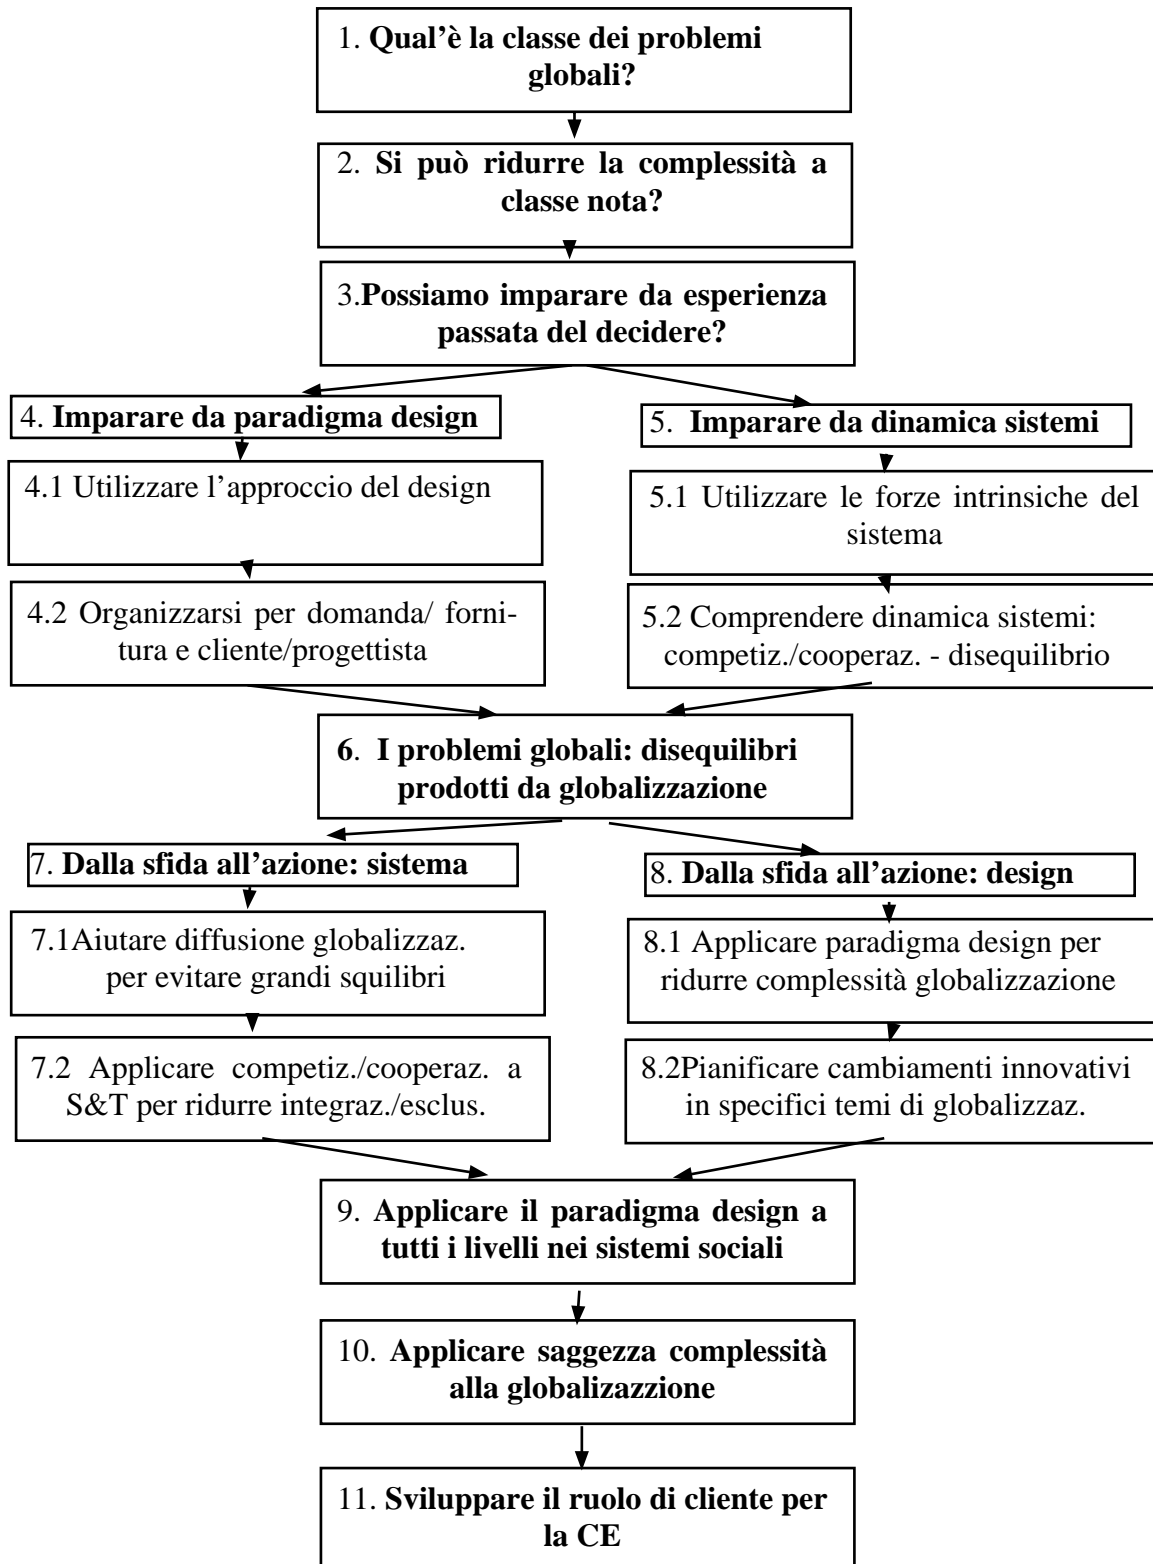 1. Qual’è la classe dei problemi
globali?
2. Si può ridurre la complessità a
classe nota?
3.Possiamo imparare da esperienza
passata del decidere?
4. Imparare da paradigma design
4.1 Utilizzare l’approccio del design
4.2 Organizzarsi per domanda/ forni-
tura e cliente/progettista
5. Imparare da dinamica sistemi
5.1 Utilizzare le forze intrinsiche del
sistema
5.2 Comprendere dinamica sistemi:
competiz./cooperaz. - disequilibrio
6. I problemi globali: disequilibri
prodotti da globalizzazione
7. Dalla sfida all’azione: sistema
7.1Aiutare diffusione globalizzaz.
per evitare grandi squilibri
7.2 Applicare competiz./cooperaz. a
S&T per ridurre integraz./esclus.
8. Dalla sfida all’azione: design
8.1 Applicare paradigma design per
ridurre complessità globalizzazione
8.2Pianificare cambiamenti innovativi
in specifici temi di globalizzaz.
9. Applicare il paradigma design a
tutti i livelli nei sistemi sociali
10. Applicare saggezza complessità
alla globalizazzione
11. Sviluppare il ruolo di cliente per
la CE